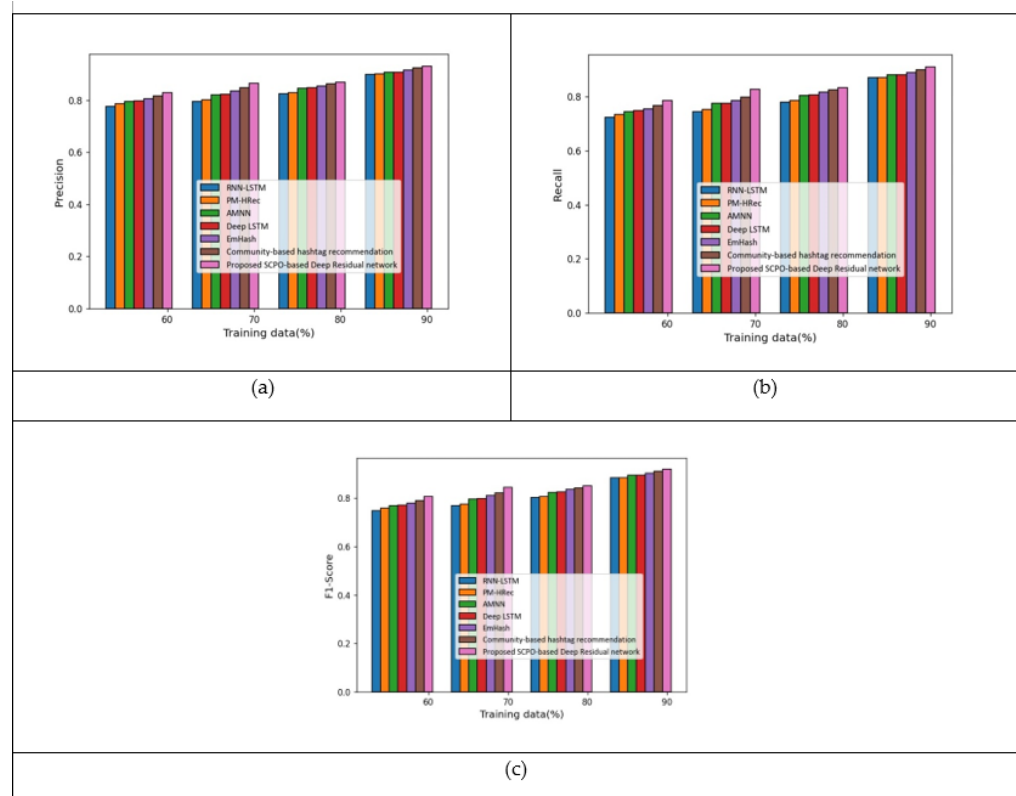 Precision
0.8
0.6
0.4
0.2
0.0
RNN-LSTM
PM-HRec
AMNN
Deep LSTM
EmHash
Community-based hashtag recommendation
Proposed SCPO-based Deep Residual network
60
70
80
90
Training data(%)
(a)
Recall
0.8
0.6
0.4
0.2
0.0
RNN-LSTM
PM-HRec
AMNN
Deep LSTM
EmHash
Community-based hashtag recommendation
Proposed SCPO-based Deep Residual network
60
70
80
90
Training data(%)
(b)
F1-Score
0.8
0.6
0.4
0.2
0.0
RNN-LSTM
PM-HRec
AMNN
Deep LSTM
EmHash
Community-based hashtag recommendation
Proposed SCPO-based Deep Residual network
60
70
80
90
Training data(%)
(c)